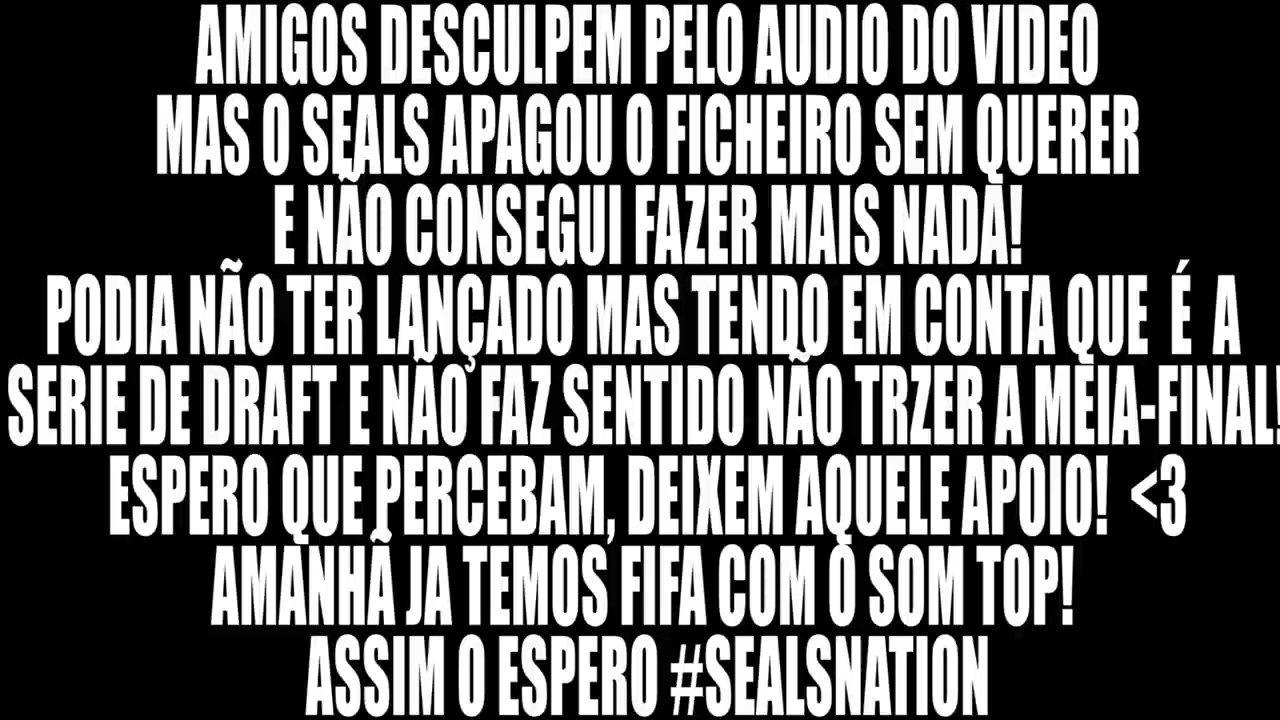 AMIGOS DESCULPEM PELO AUDIO DO VIDEO
MAS O SEALS APAGOU O FICHEIRO SEM QUERER
E NÃO CONSEGUI FAZER MAIS NADA!
PODIA NÃO TER LANÇADO MAS TENDO EM CONTA QUE É A
SERIE DE DRAFT E NÃO FAZ SENTIDO NÃO TRZER A MEIA-FINAL!
ESPERO QUE PERCEBAM, DEIXEM AQUELE APOIO! <3
AMANHÃ JA TEMOS FIFA COM O SOM TOP!
ASSIM O ESPERO #SEALSNATION